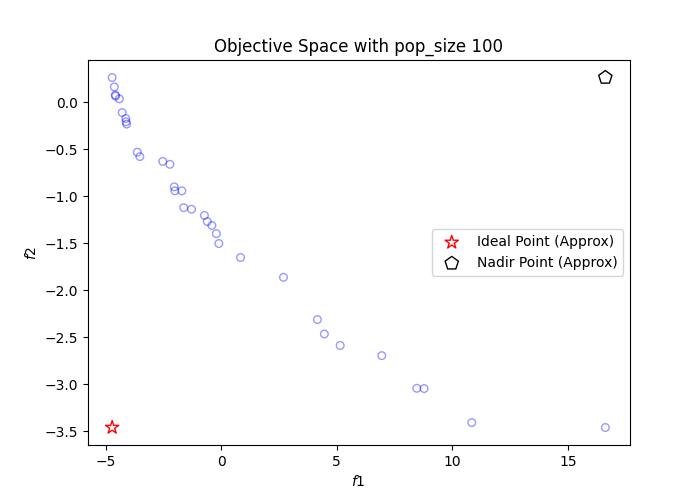 Objective Space with pop_size 100
f2
0.0
−0.5
−1.0
−1.5
−2.0
−2.5
−3.0
−3.5
Ideal Point (Approx)
Nadir Point (Approx)
−5
0
5
10
15
f1